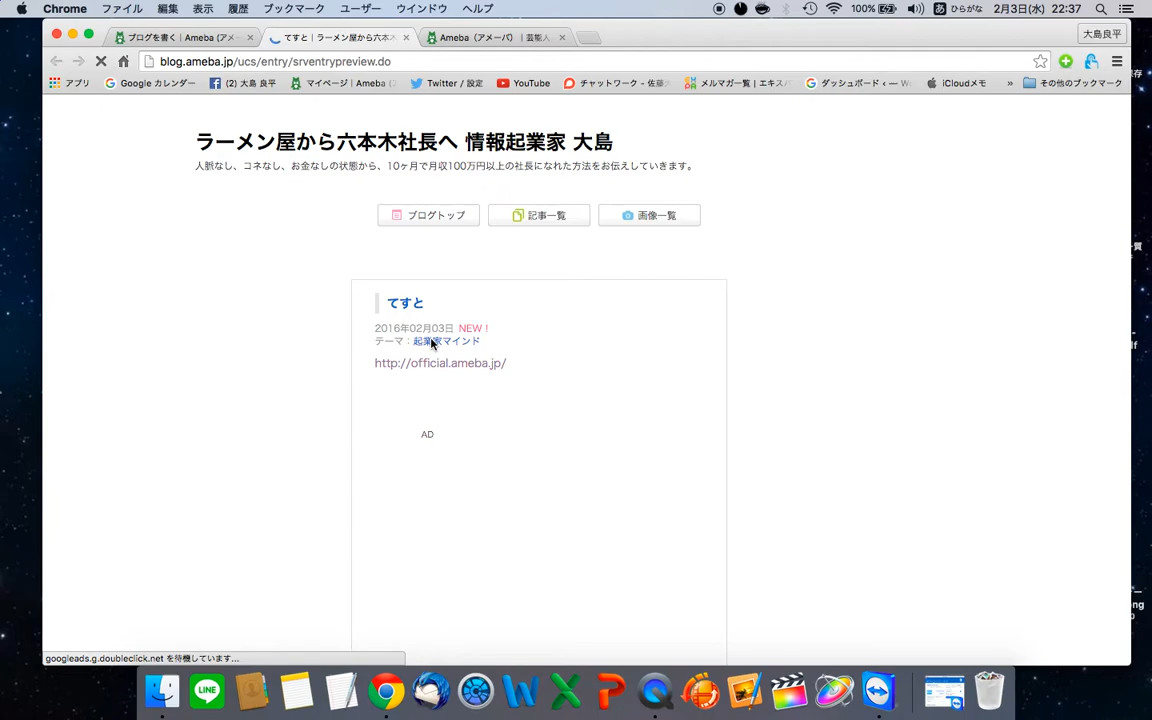 Chrome ファイル 編集 表示 履歴 ブックマーク ユーザー ウインドウ ヘルプ 100% あ ひらがな 2月3日(水) 22:37
ブログを書く | Ameba (アメー てすと | ラーメン屋から六本木 Ameba（アメーバ）| 芸能人 大島良平
blog.ameba.jp/ucs/entry/srventrypreview.do
アプリ Google カレンダー (2) 大島 良平 マイページ | Ameba ( Twitter / 設定 YouTube チャットワーク - 佐藤 メルマガ一覧 | エキス ダッシュボード ‹ — W iCloudメモ » その他のブックマーク
ラーメン屋から六本木社長へ 情報起業家 大島
人脈なし、コネなし、お金なしの状態から、10ヶ月で月収100万円以上の社長になれた方法をお伝えしていきます。
ブログトップ 記事一覧 画像一覧
てすと
2016年02月03日 NEW !
テーマ：起業家マインド
http://official.ameba.jp/
AD
googleads.g.doubleclick.net を待機しています...
LINE